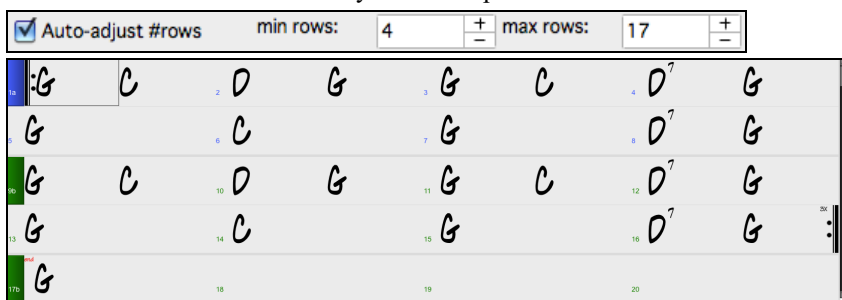 Auto-adjust #rows min rows: 4 + − max rows: 17 + −
1a :G C 2 D G 3 G C 4 D7 G
5 G 6 C 7 G 8 D7 G
9b G C 10 D G 11 G C 12 D7 G
3X
13 G 14 C 15 G 16 D7 G :
end
17b G 18 19 20